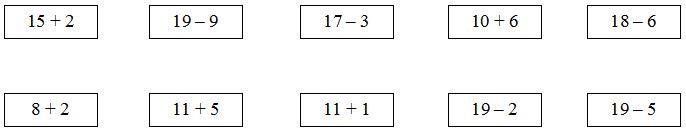 15 + 2 19 – 9 17 – 3 10 + 6 18 – 6
8 + 2 11 + 5 11 + 1 19 – 2 19 – 5